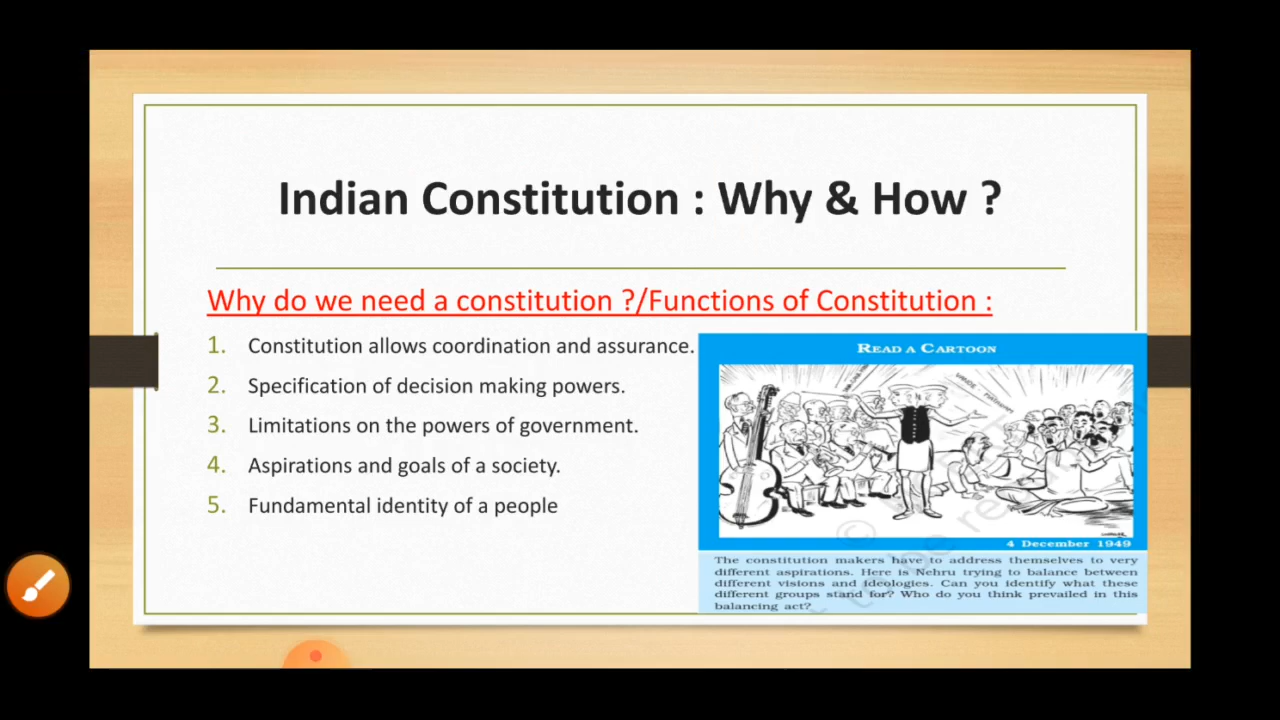 Indian Constitution : Why & How ?
Why do we need a constitution ?/Functions of Constitution :
1. Constitution allows coordination and assurance.
2. Specification of decision making powers.
3. Limitations on the powers of government.
4. Aspirations and goals of a society.
5. Fundamental identity of a people
READ A CARTOON
4 December 1949
The constitution makers have to address themselves to very
different aspirations. Here is Nehru trying to balance between
different visions and ideologies. Can you identify what these
different groups stand for? Who do you think prevailed in this
balancing act?